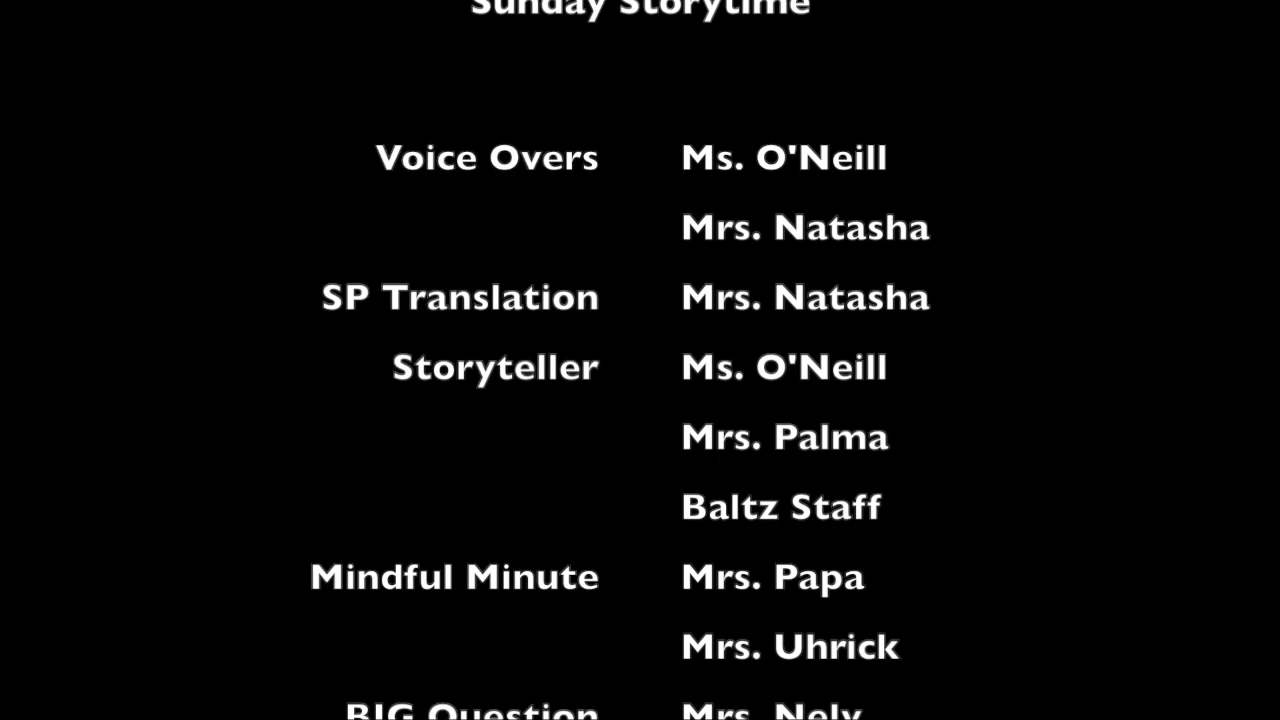 Sunday Storytime
Voice Overs Ms. O'Neill
Mrs. Natasha
SP Translation Mrs. Natasha
Storyteller Ms. O'Neill
Mrs. Palma
Baltz Staff
Mindful Minute Mrs. Papa
Mrs. Uhrick
BIG Question Mrs. Nely